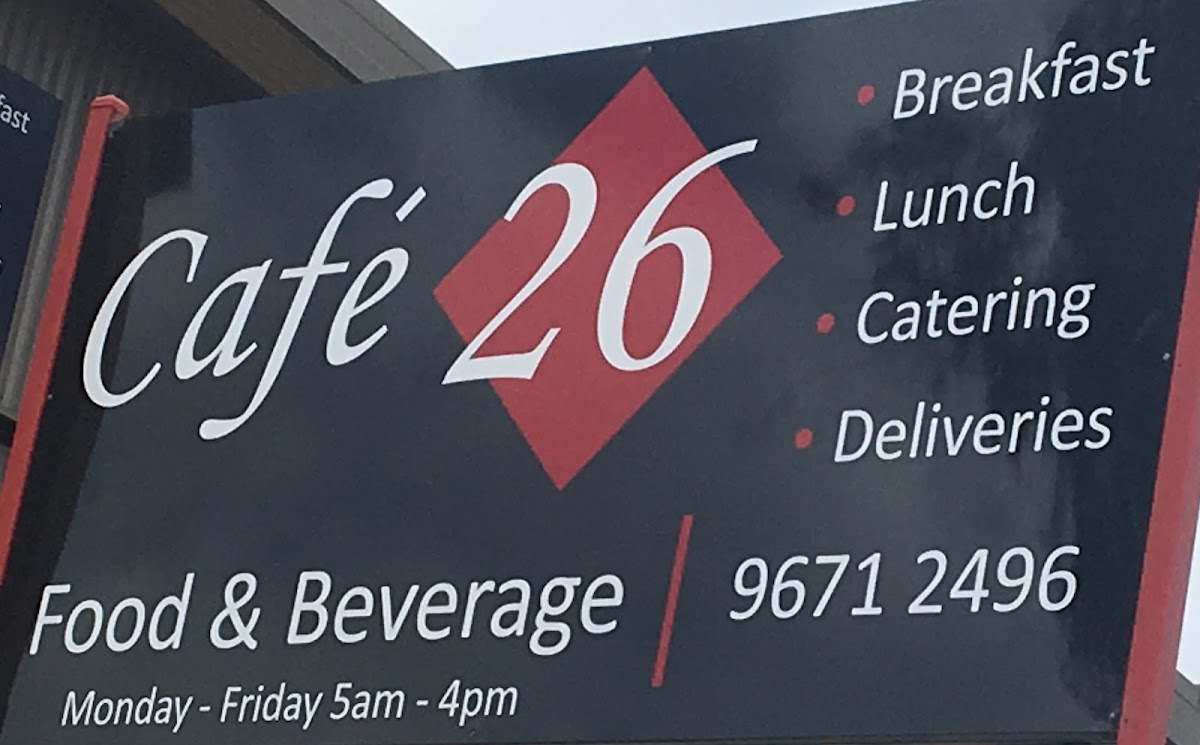 Café 26
Breakfast
Lunch
Catering
Deliveries
Food & Beverage
9671 2496
Monday - Friday 5am - 4pm